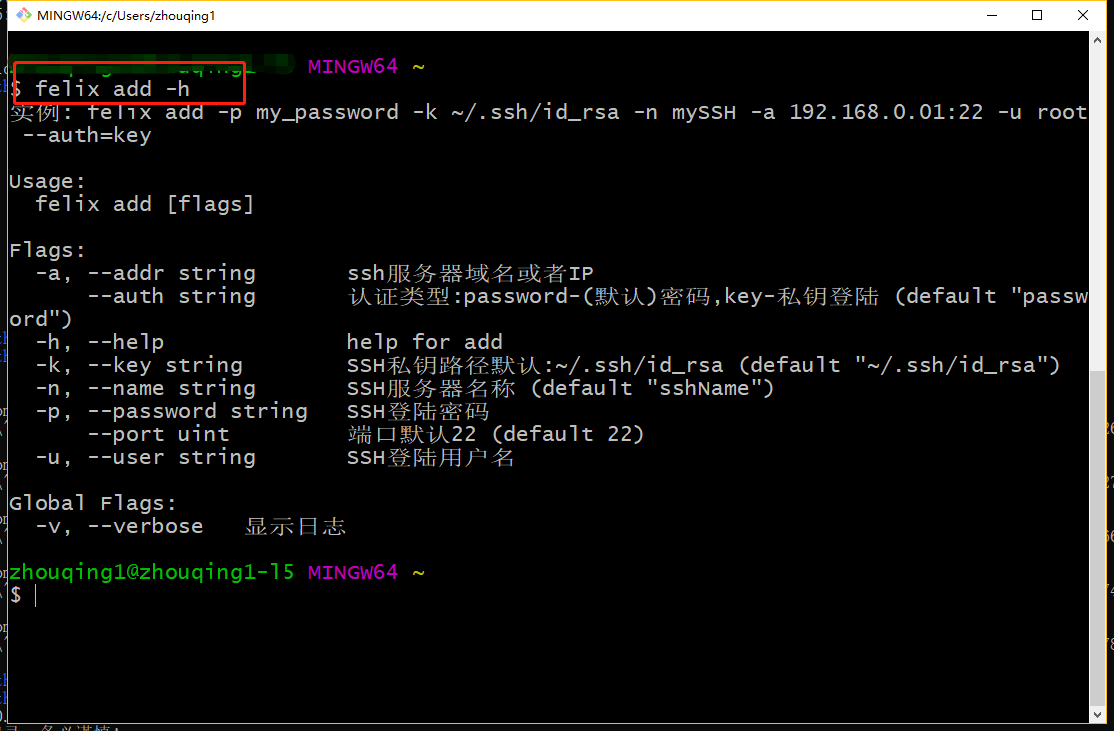 MINGW64:/c/Users/zhouqing1
MINGW64 ~
$ felix add -h
实例: felix add -p my_password -k ~/.ssh/id_rsa -n mySSH -a 192.168.0.01:22 -u root
--auth=key
Usage:
felix add [flags]
Flags:
-a, --addr string ssh服务器域名或者IP
--auth string 认证类型:password-(默认)密码,key-私钥登陆 (default "passw
ord")
-h, --help help for add
-k, --key string SSH私钥路径默认:~/.ssh/id_rsa (default "~/.ssh/id_rsa")
-n, --name string SSH服务器名称 (default "sshName")
-p, --password string SSH登陆密码
--port uint 端口默认22 (default 22)
-u, --user string SSH登陆用户名
Global Flags:
-v, --verbose 显示日志
zhouqing1@zhouqing1-l5 MINGW64 ~
$